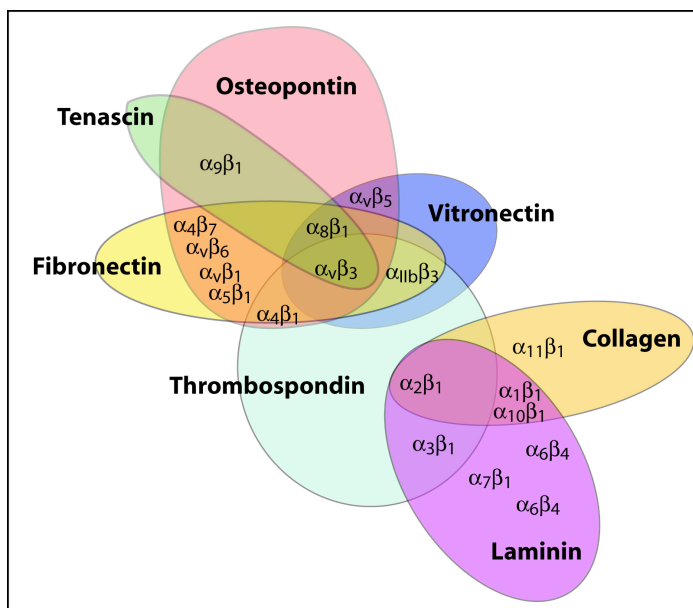 Osteopontin
Tenascin
α₉β₁
αᵥβ₅
Vitronectin
α₄β₇
α₈β₁
αᵥβ₆
Fibronectin
αᵥβ₁
αᵥβ₃
αIIbβ₃
α₅β₁
α₄β₁
Collagen
α₁₁β₁
Thrombospondin
α₂β₁
α₁β₁
α₁₀β₁
α₃β₁
α₆β₄
α₇β₁
α₆β₄
Laminin